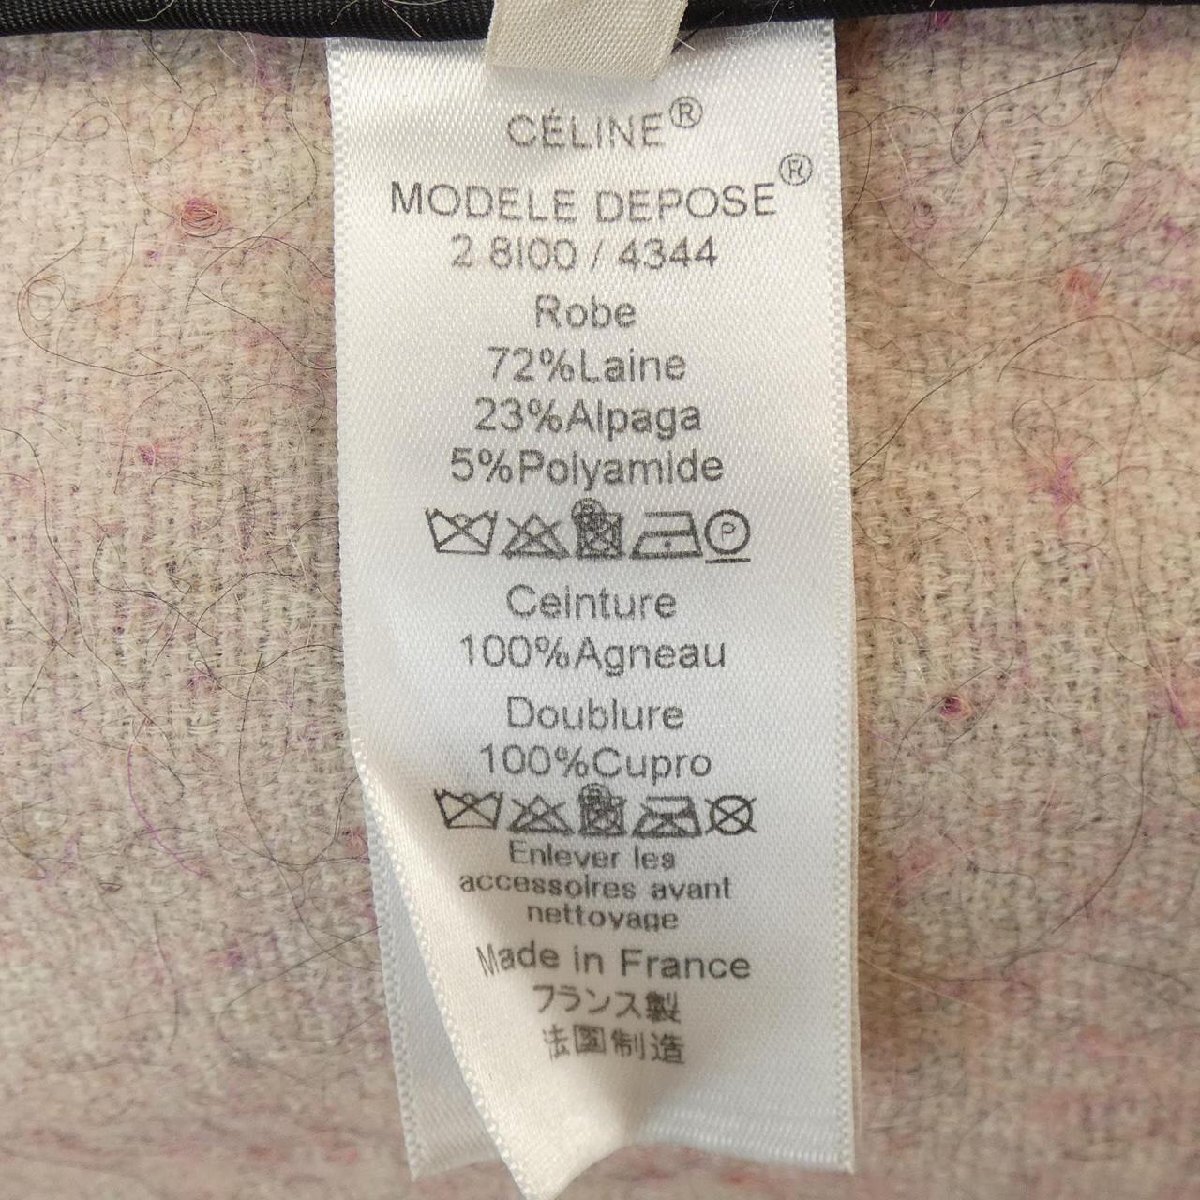 CÉLINE®
MODELE DEPOSE®
2 8I00 / 4344
Robe
72%Laine
23%Alpaga
5%Polyamide
P
Ceinture
100%Agneau
Doublure
100%Cupro
Enlever les
accessoires avant
nettoyage
Made in France
フランス製
法国制造